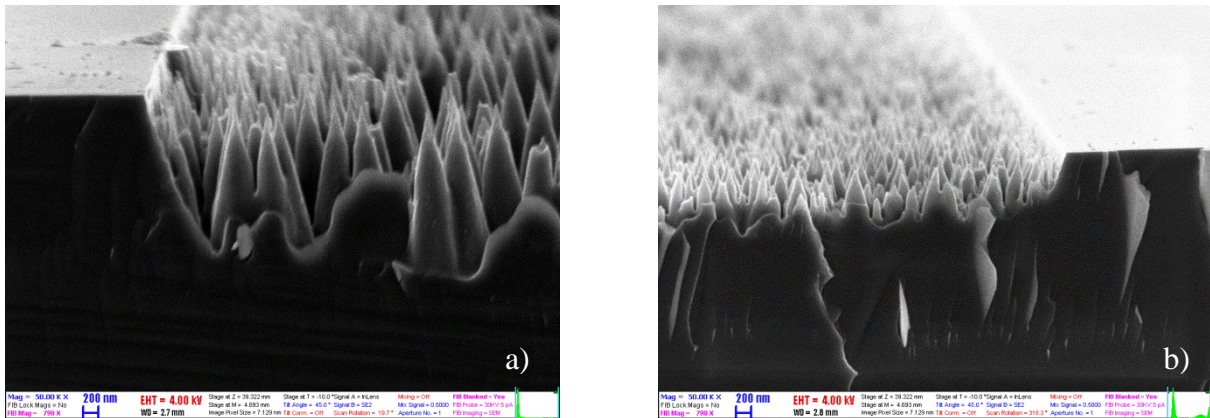 a)
Mag = 50.00 K X
FIB Lock Mags = No
FIB Mag = 798 X
200 nm
EHT = 4.00 kV
WD = 2.7 mm
Stage at Z = 39.322 mm
Stage at M = 4.693 mm
Image Pixel Size = 7.129 nm
Stage at T = -10.0 °
Signal A = InLens
Tilt Angle = 45.0 °
Signal B = SE2
Tilt Corrn. = Off
Scan Rotation = 19.7 °
Mixing = Off
Mix Signal = 0.5000
Aperture No. = 1
FIB Blanked = Yes
FIB Probe = 30KV:5 pA
FIB Imaging = SEM
b)
Mag = 50.00 K X
FIB Lock Mags = No
FIB Mag = 798 X
200 nm
EHT = 4.00 kV
WD = 2.6 mm
Stage at Z = 39.322 mm
Stage at M = 4.693 mm
Image Pixel Size = 7.129 nm
Stage at T = -10.0 °
Signal A = InLens
Tilt Angle = 45.0 °
Signal B = SE2
Tilt Corrn. = Off
Scan Rotation = 318.3 °
Mixing = Off
Mix Signal = 0.5000
Aperture No. = 1
FIB Blanked = Yes
FIB Probe = 30KV:5 pA
FIB Imaging = SEM